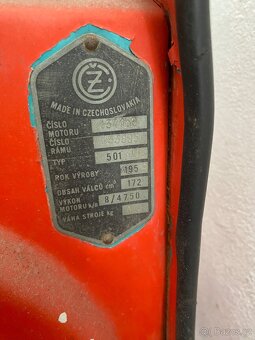 ČZ
MADE IN CZECHOSLOVAKIA
ČÍSLO
MOTORU
ČÍSLO
RÁMU
TYP 501
ROK VÝROBY 195
OBSAH VÁLCŮ cm³ 172
VÝKON 8/4750
MOTORU k/n
VÁHA STROJE kg